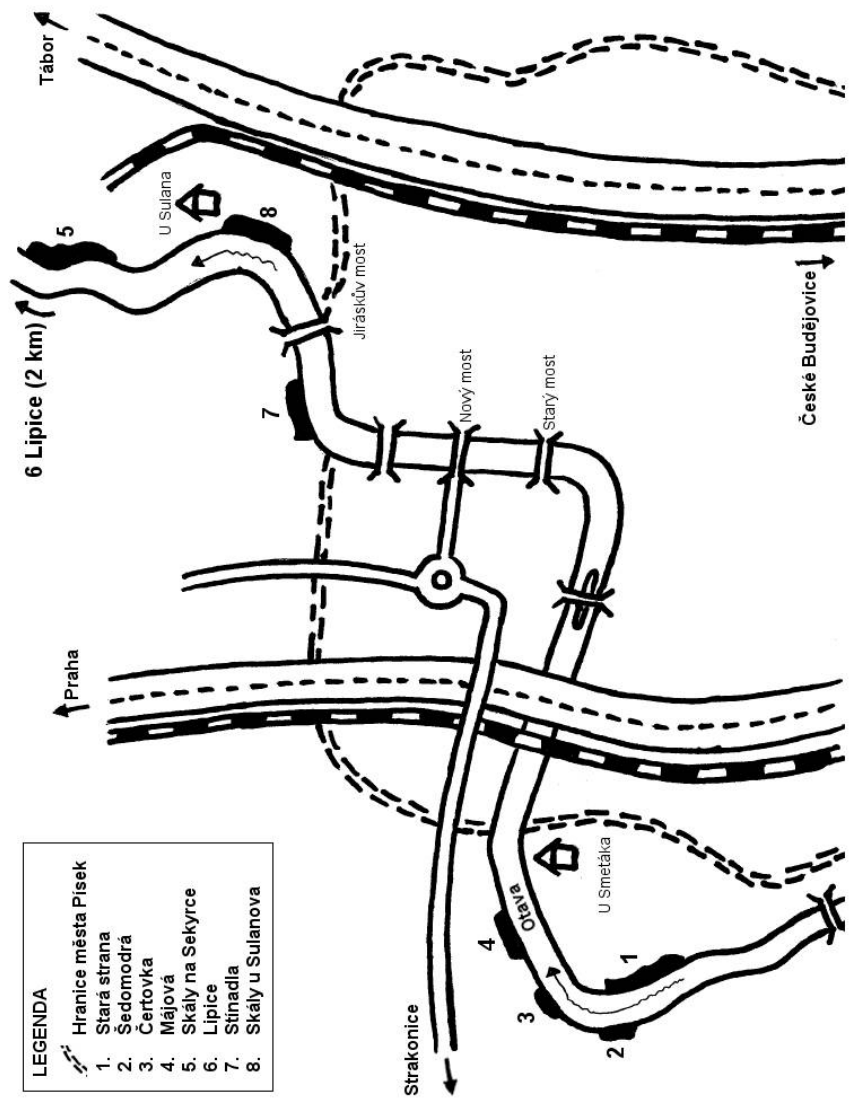 Tábor
5
U Sulana
8
6 Lipice (2 km)
Jiráskův most
7
Nový most
Starý most
České Budějovice
Praha
LEGENDA
Hranice města Písek
1. Stará strana
2. Šedomodrá
3. Čertovka
4. Májová
5. Skály na Sekyrce
6. Lipice
7. Stínadla
8. Skály u Sulanova
U Smetáka
Otava
4
3
1
2
Strakonice